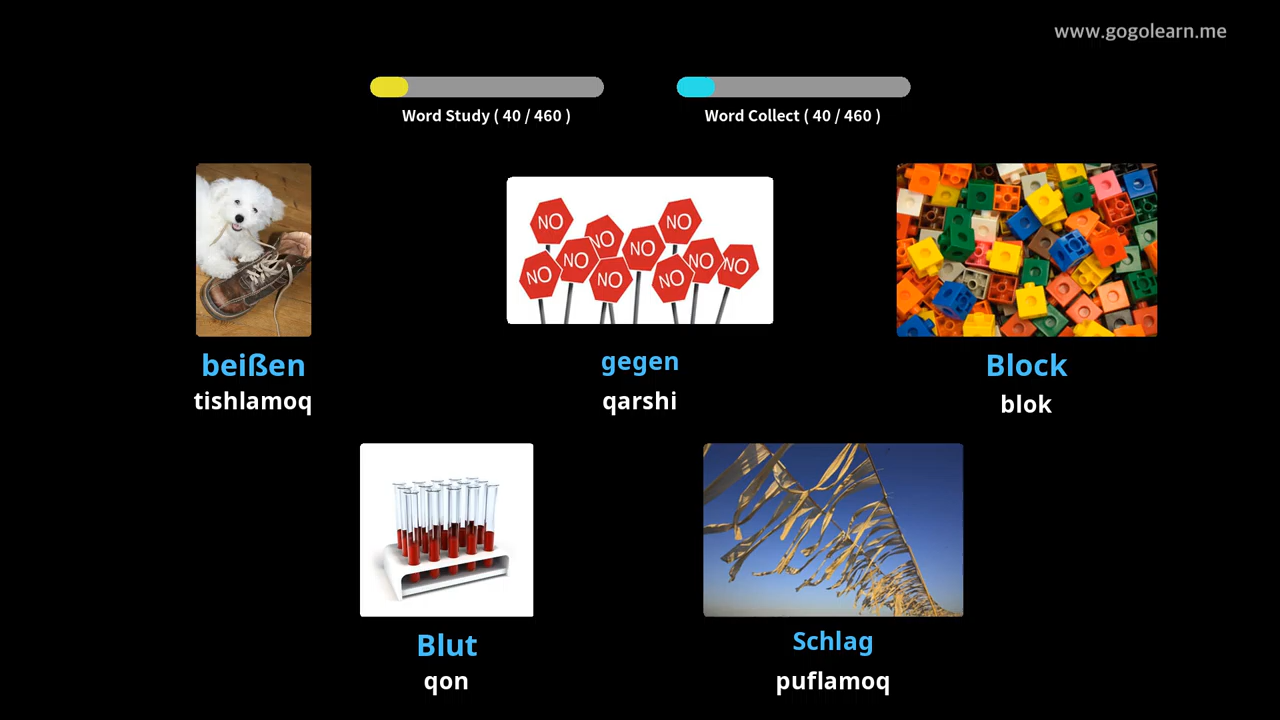 www.gogolearn.me
Word Study ( 40 / 460 )
Word Collect ( 40 / 460 )
NO
NO
NO
NO
NO
NO
NO
NO
NO
NO
beißen
tishlamoq
gegen
qarshi
Block
blok
Blut
qon
Schlag
puflamoq